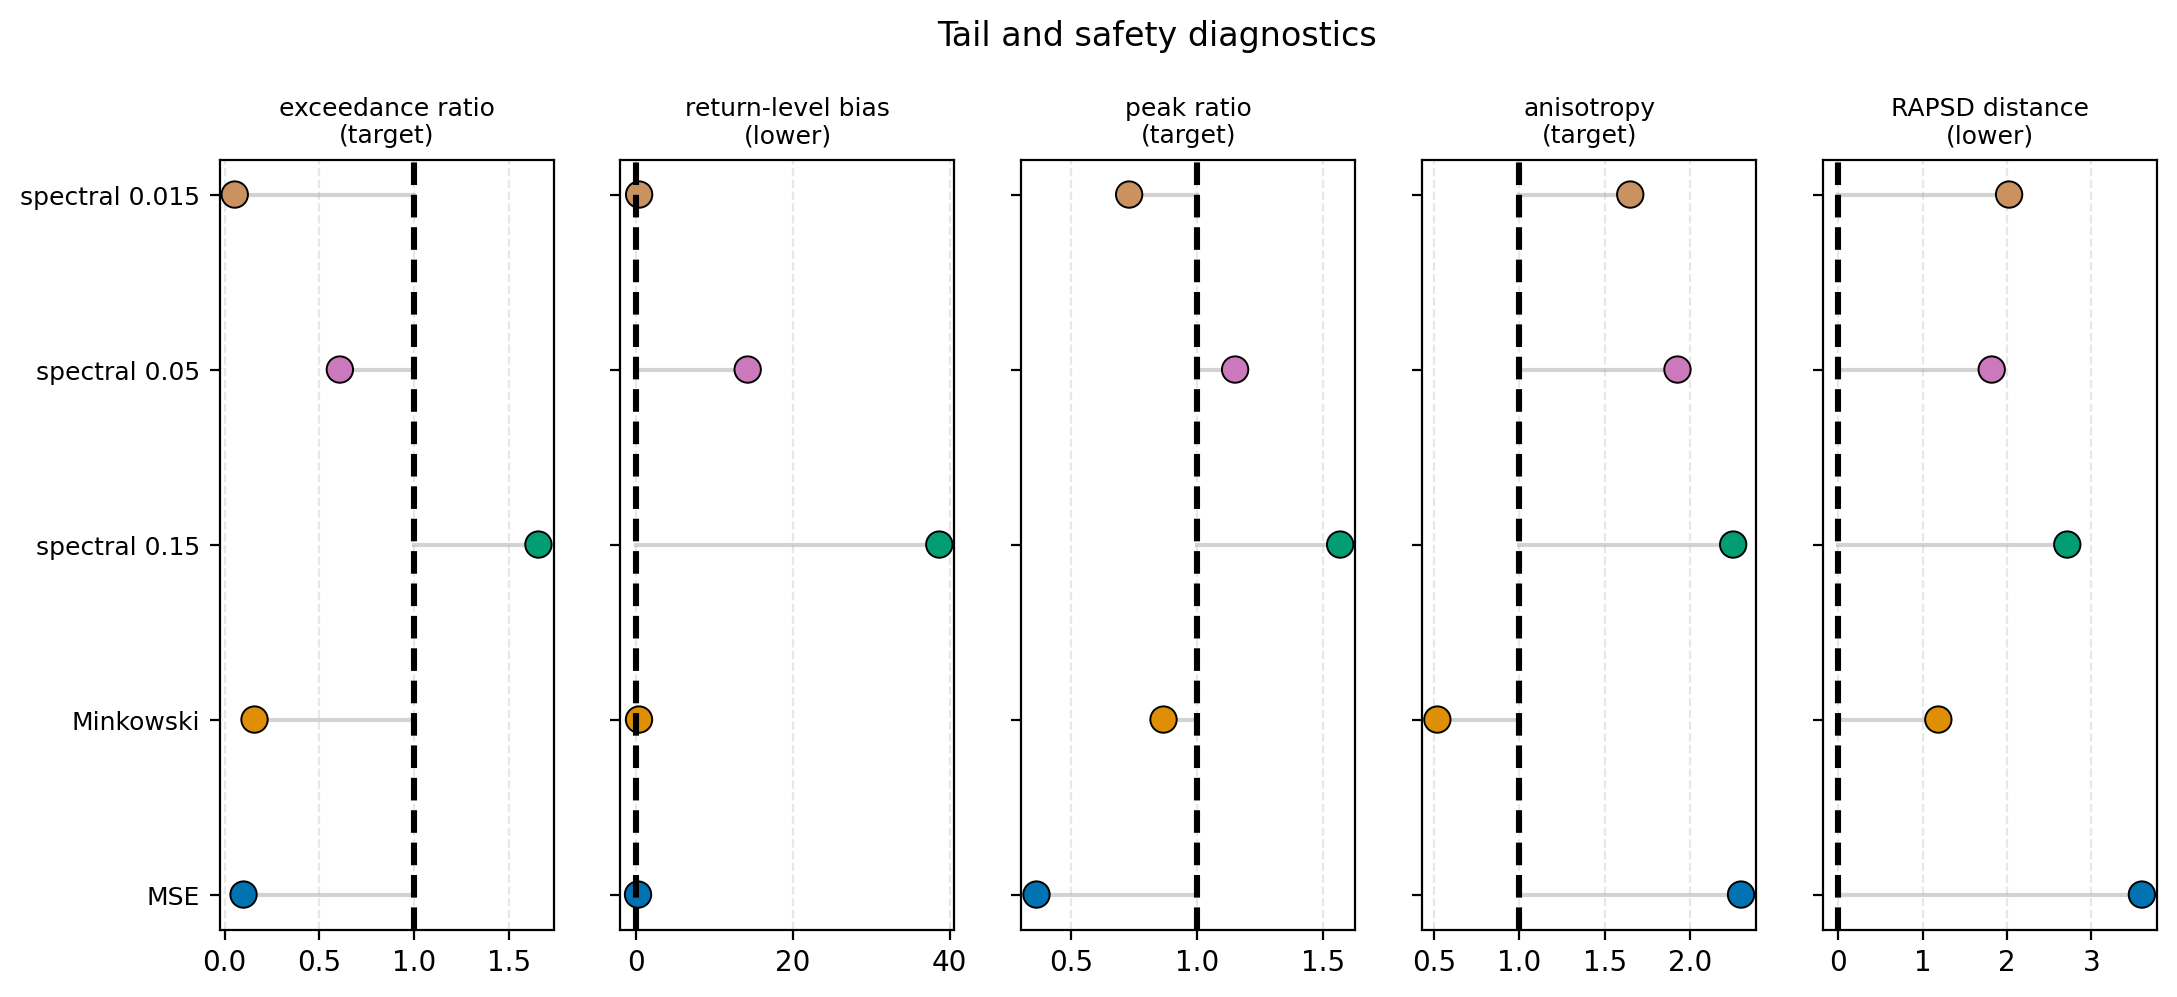 Tail and safety diagnostics
exceedance ratio
(target)
return-level bias
(lower)
peak ratio
(target)
anisotropy
(target)
RAPSD distance
(lower)
spectral 0.015
spectral 0.05
spectral 0.15
Minkowski
MSE
0.0 0.5 1.0 1.5
0 20 40
0.5 1.0 1.5
0.5 1.0 1.5 2.0
0 1 2 3